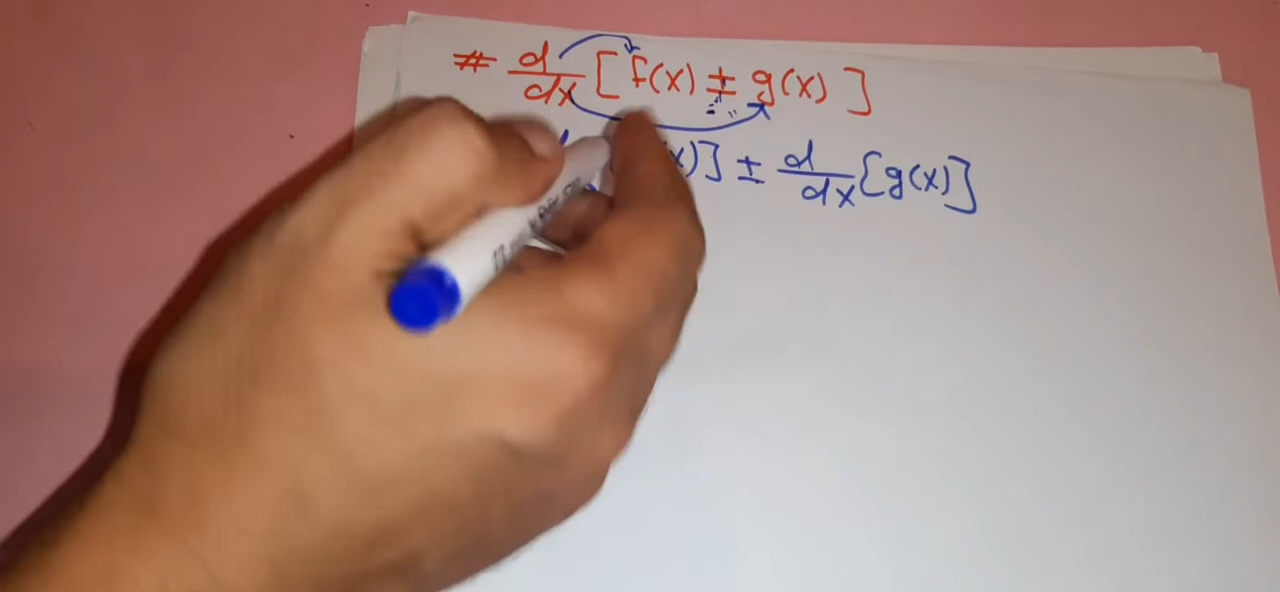 # d/dx [f(x) ± g(x)]
x)] ± d/dx [g(x)]